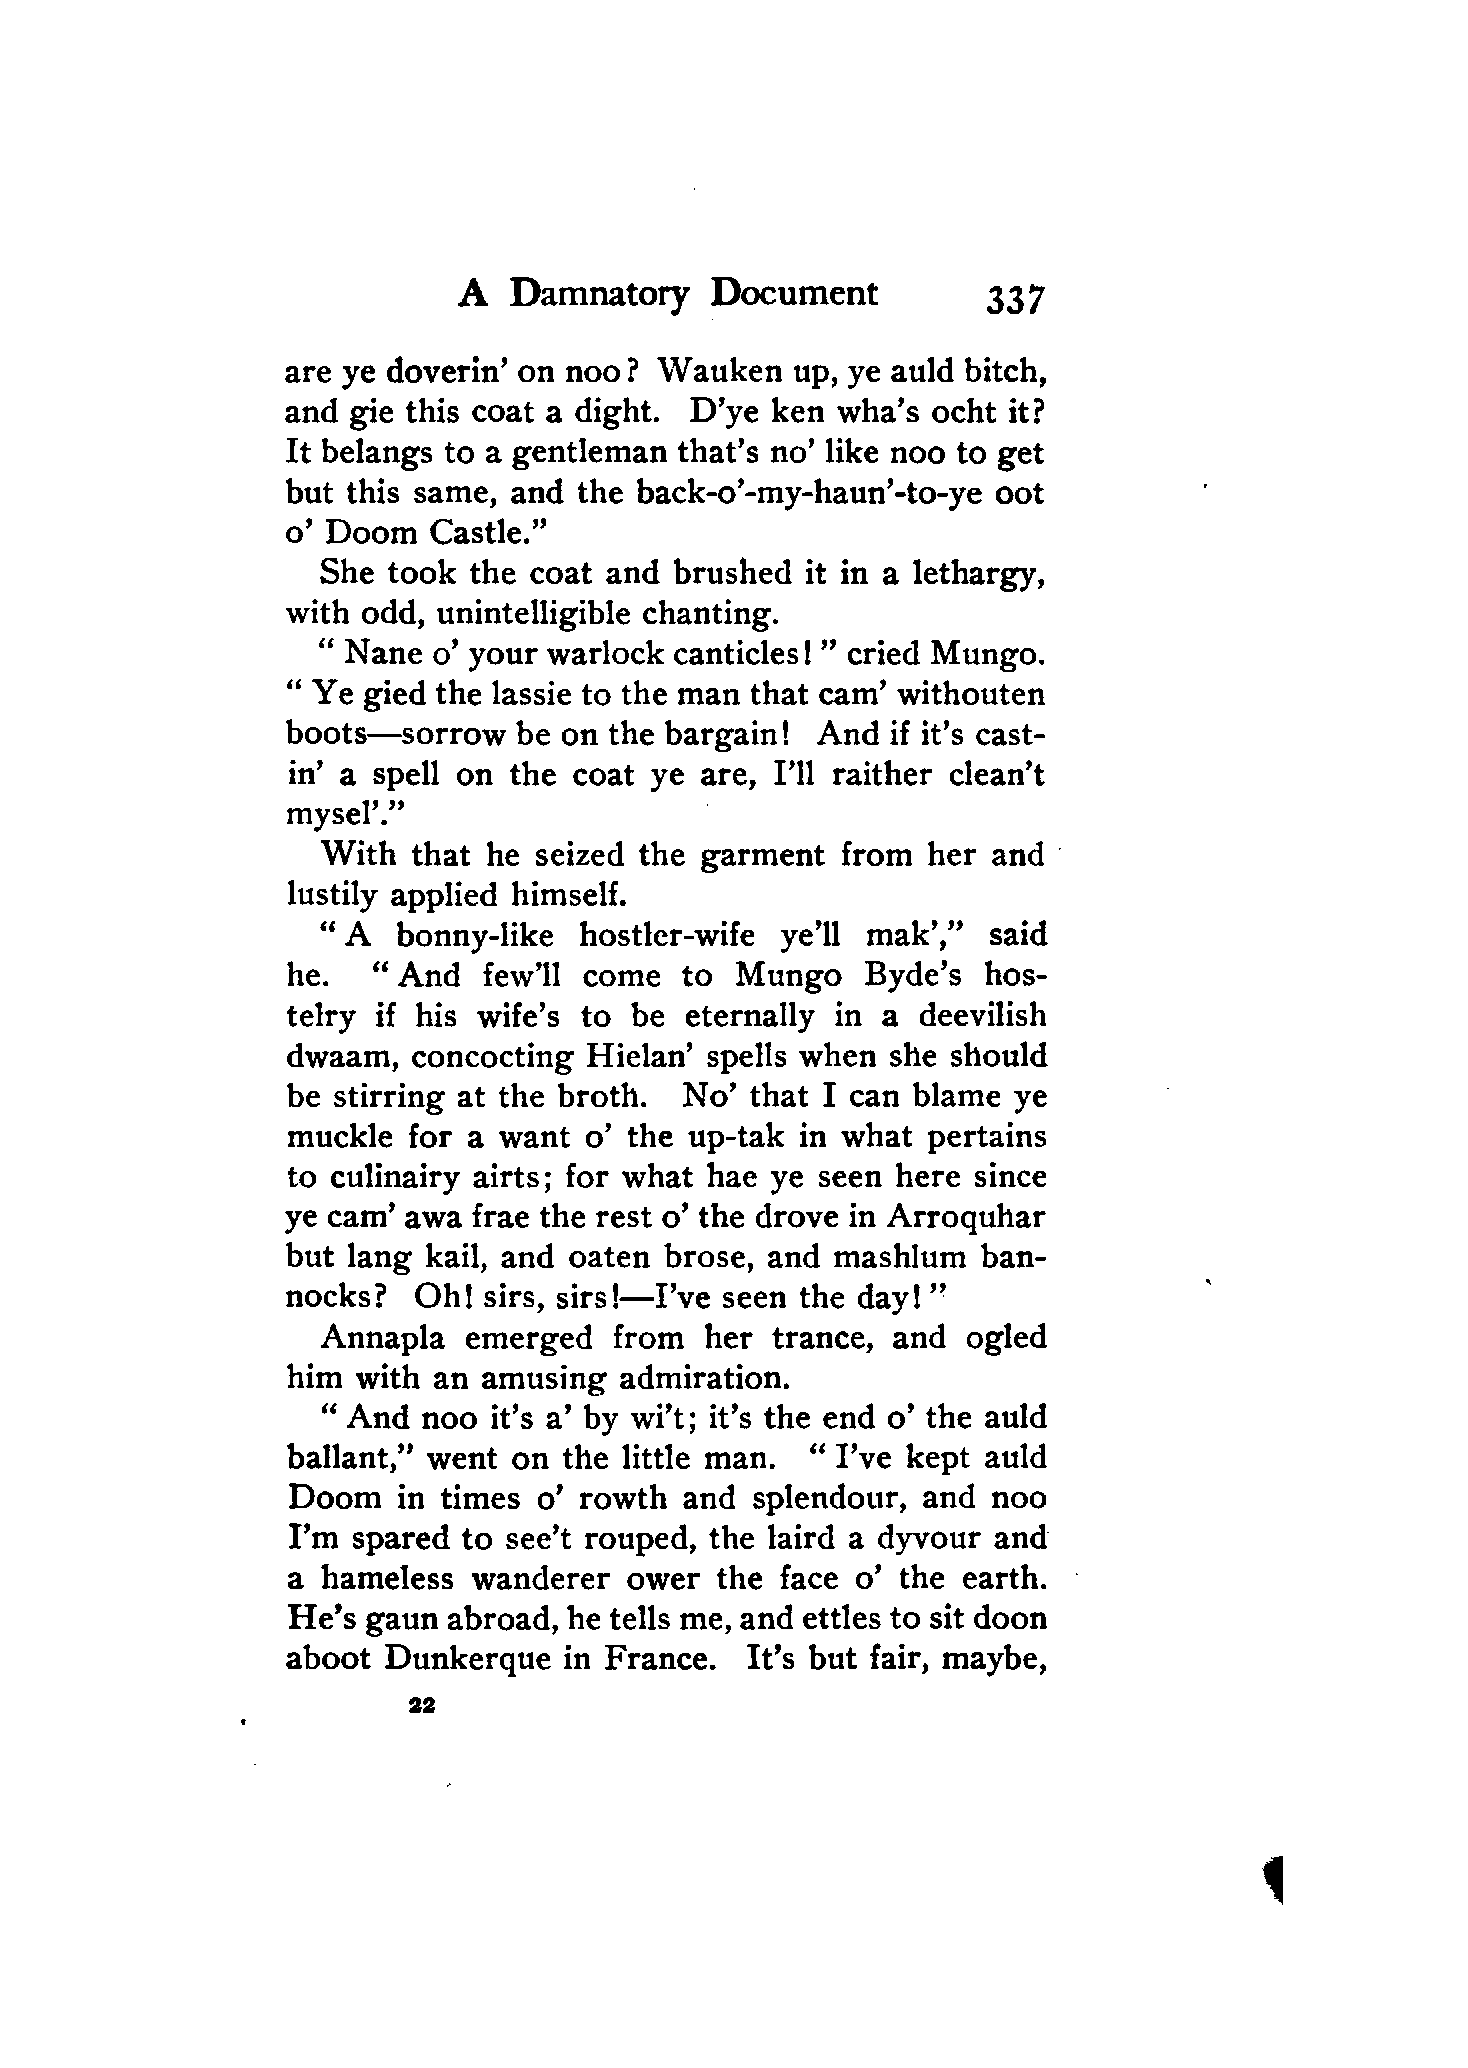 A Damnatory Document 337
are ye doverin' on noo? Wauken up, ye auld bitch,
and gie this coat a dight. D'ye ken wha's ocht it?
It belangs to a gentleman that's no' like noo to get
but this same, and the back-o'-my-haun'-to-ye oot
o' Doom Castle."
She took the coat and brushed it in a lethargy,
with odd, unintelligible chanting.
"Nane o' your warlock canticles!" cried Mungo.
"Ye gied the lassie to the man that cam' withouten
boots—sorrow be on the bargain! And if it's cast-
in' a spell on the coat ye are, I'll raither clean't
mysel'."
With that he seized the garment from her and
lustily applied himself.
"A bonny-like hostler-wife ye'll mak'," said
he. "And few'll come to Mungo Byde's hos-
telry if his wife's to be eternally in a deevilish
dwaam, concocting Hielan' spells when she should
be stirring at the broth. No' that I can blame ye
muckle for a want o' the up-tak in what pertains
to culinairy airts; for what hae ye seen here since
ye cam' awa frae the rest o' the drove in Arroquhar
but lang kail, and oaten brose, and mashlum ban-
nocks? Oh! sirs, sirs!—I've seen the day!"
Annapla emerged from her trance, and ogled
him with an amusing admiration.
"And noo it's a' by wi't; it's the end o' the auld
ballant," went on the little man. "I've kept auld
Doom in times o' rowth and splendour, and noo
I'm spared to see't rouped, the laird a dyvour and
a hameless wanderer ower the face o' the earth.
He's gaun abroad, he tells me, and ettles to sit doon
aboot Dunkerque in France. It's but fair, maybe,
22